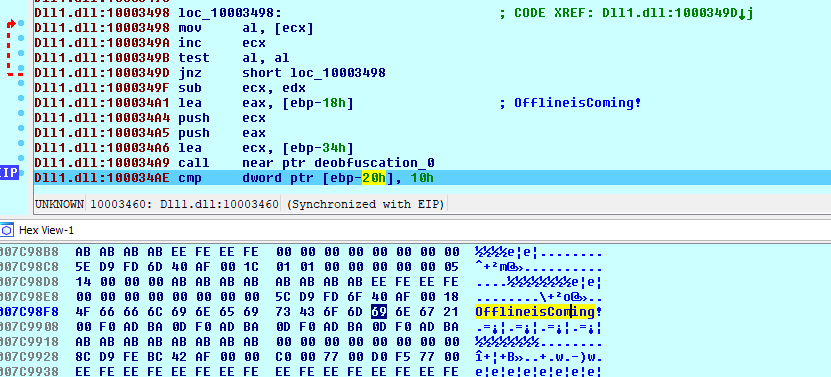 Dll1.dll:10003498 loc_10003498: ; CODE XREF: Dll1.dll:1000349D↓j
Dll1.dll:10003498 mov al, [ecx]
Dll1.dll:1000349A inc ecx
Dll1.dll:1000349B test al, al
Dll1.dll:1000349D jnz short loc_10003498
Dll1.dll:1000349F sub ecx, edx
Dll1.dll:100034A1 lea eax, [ebp-18h] ; OfflineisComing!
Dll1.dll:100034A4 push ecx
Dll1.dll:100034A5 push eax
Dll1.dll:100034A6 lea ecx, [ebp-34h]
Dll1.dll:100034A9 call near ptr deobfuscation_0
EIP Dll1.dll:100034AE cmp dword ptr [ebp-20h], 10h
UNKNOWN 10003460: Dll1.dll:10003460 (Synchronized with EIP)
Hex View-1
007C98B8 AB AB AB AB EE FE EE FE 00 00 00 00 00 00 00 00 ½½½½e¦e¦........
007C98C8 5E D9 FD 6D 40 AF 00 1C 01 01 00 00 00 00 00 05 ^+²m@»..........
007C98D8 14 00 00 00 AB AB AB AB AB AB AB AB EE FE EE FE ....½½½½½½½½e¦e¦
007C98E8 00 00 00 00 00 00 00 00 5C D9 FD 6F 40 AF 00 18 ........\+²o@»..
007C98F8 4F 66 66 6C 69 6E 65 69 73 43 6F 6D 69 6E 67 21 OfflineisComing!
007C9908 00 F0 AD BA 0D F0 AD BA 0D F0 AD BA 0D F0 AD BA .=¡¦.=¡¦.=¡¦.=¡¦
007C9918 AB AB AB AB AB AB AB AB 00 00 00 00 00 00 00 00 ½½½½½½½½........
007C9928 8C D9 FE BC 42 AF 00 00 C0 00 77 00 D0 F5 77 00 î+¦+B»..+.w.-)w.
007C9938 EE FE EE FE EE FE EE FE EE FE EE FE EE FE EE FE e¦e¦e¦e¦e¦e¦e¦e¦